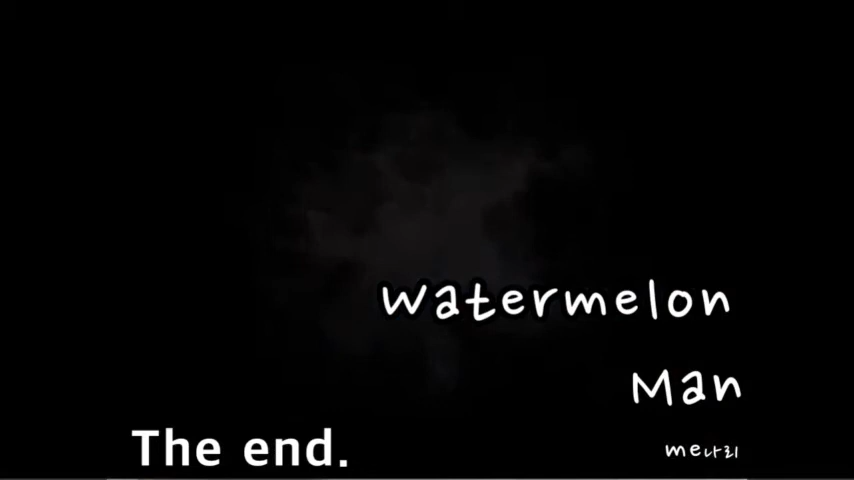 Watermelon
Man
The end.
me나리